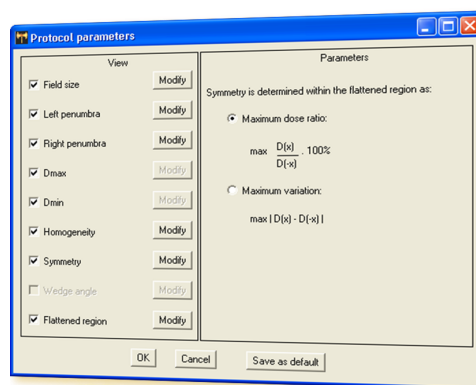 Protocol parameters
View
Field size Modify
Left penumbra Modify
Right penumbra Modify
Dmax Modify
Dmin Modify
Homogeneity Modify
Symmetry Modify
Wedge angle Modify
Flattened region Modify
Parameters
Symmetry is determined within the flattened region as:
Maximum dose ratio:
max D(x) . 100%
D(-x)
Maximum variation:
max | D(x) - D(-x) |
OK Cancel Save as default